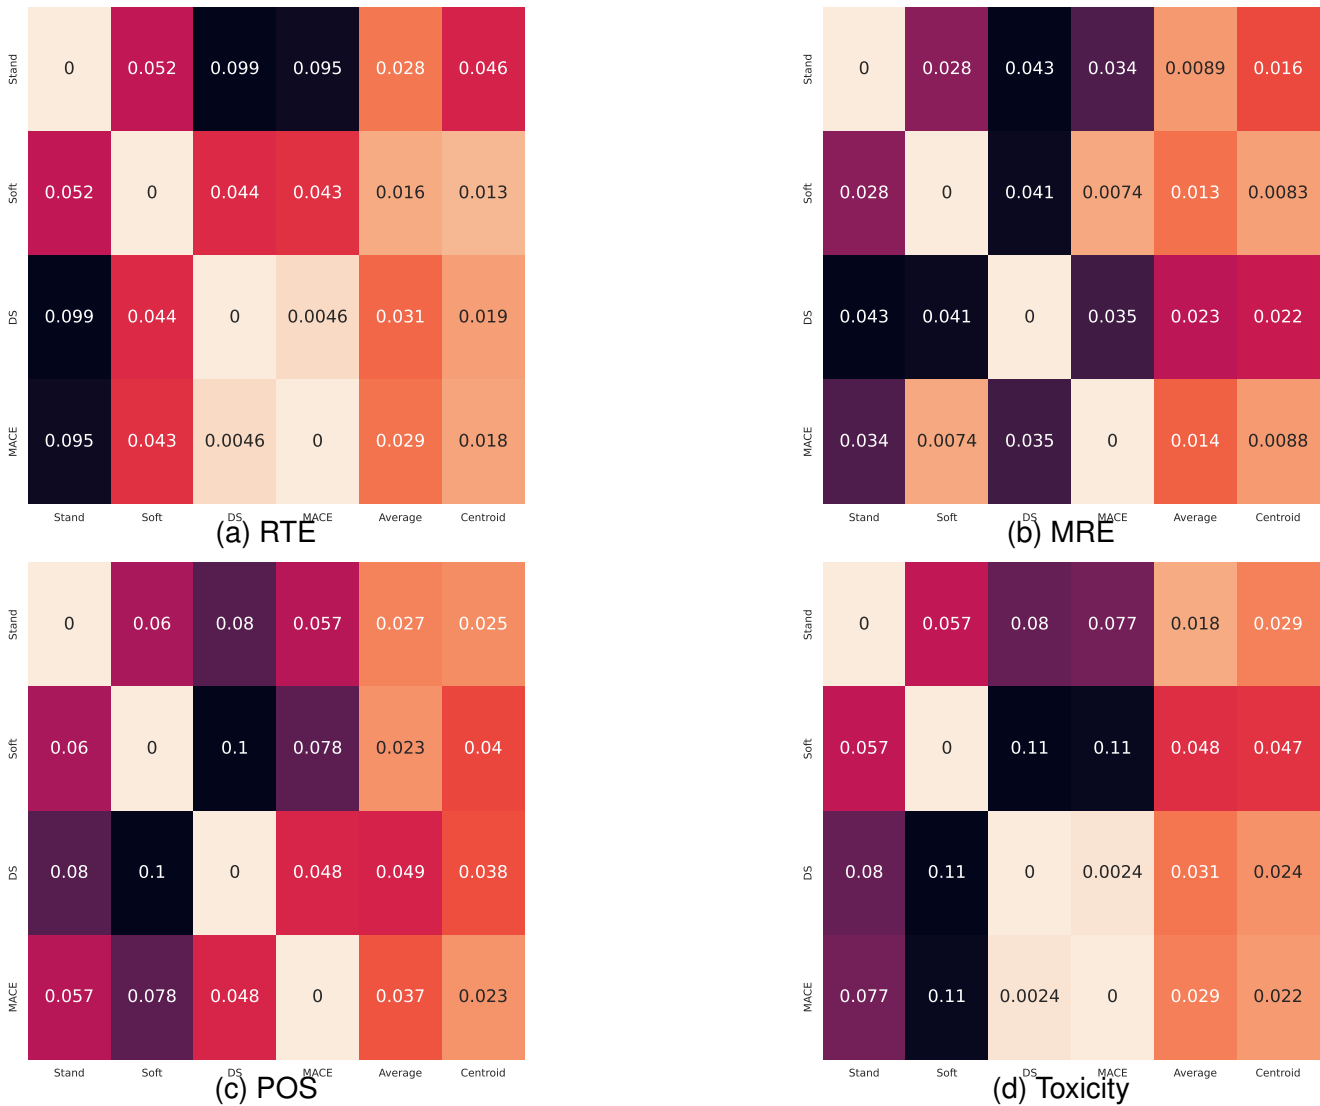 Stand 0 0.052 0.099 0.095 0.028 0.046
Soft 0.052 0 0.044 0.043 0.016 0.013
DS 0.099 0.044 0 0.0046 0.031 0.019
MACE 0.095 0.043 0.0046 0 0.029 0.018
Stand Soft DS MACE Average Centroid
(a) RTE
Stand 0 0.028 0.043 0.034 0.0089 0.016
Soft 0.028 0 0.041 0.0074 0.013 0.0083
DS 0.043 0.041 0 0.035 0.023 0.022
MACE 0.034 0.0074 0.035 0 0.014 0.0088
Stand Soft DS MACE Average Centroid
(b) MRE
Stand 0 0.06 0.08 0.057 0.027 0.025
Soft 0.06 0 0.1 0.078 0.023 0.04
DS 0.08 0.1 0 0.048 0.049 0.038
MACE 0.057 0.078 0.048 0 0.037 0.023
Stand Soft DS MACE Average Centroid
(c) POS
Stand 0 0.057 0.08 0.077 0.018 0.029
Soft 0.057 0 0.11 0.11 0.048 0.047
DS 0.08 0.11 0 0.0024 0.031 0.024
MACE 0.077 0.11 0.0024 0 0.029 0.022
Stand Soft DS MACE Average Centroid
(d) Toxicity